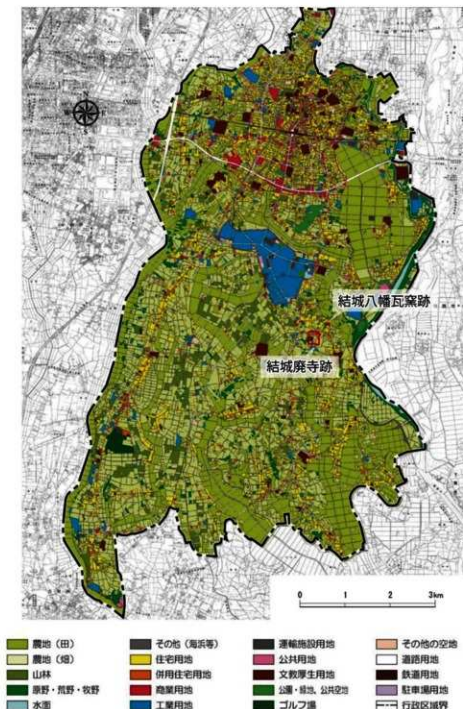 結城八幡瓦窯跡
結城廃寺跡
0 1 2 3km
農地（田）
農地（畑）
山林
原野・荒野・牧野
水面
その他（海浜等）
住宅用地
併用住宅用地
商業用地
工業用地
運輸施設用地
公共用地
文教厚生用地
公園・緑地、公共空地
ゴルフ場
その他の空地
道路用地
鉄道用地
駐車場用地
行政区域界